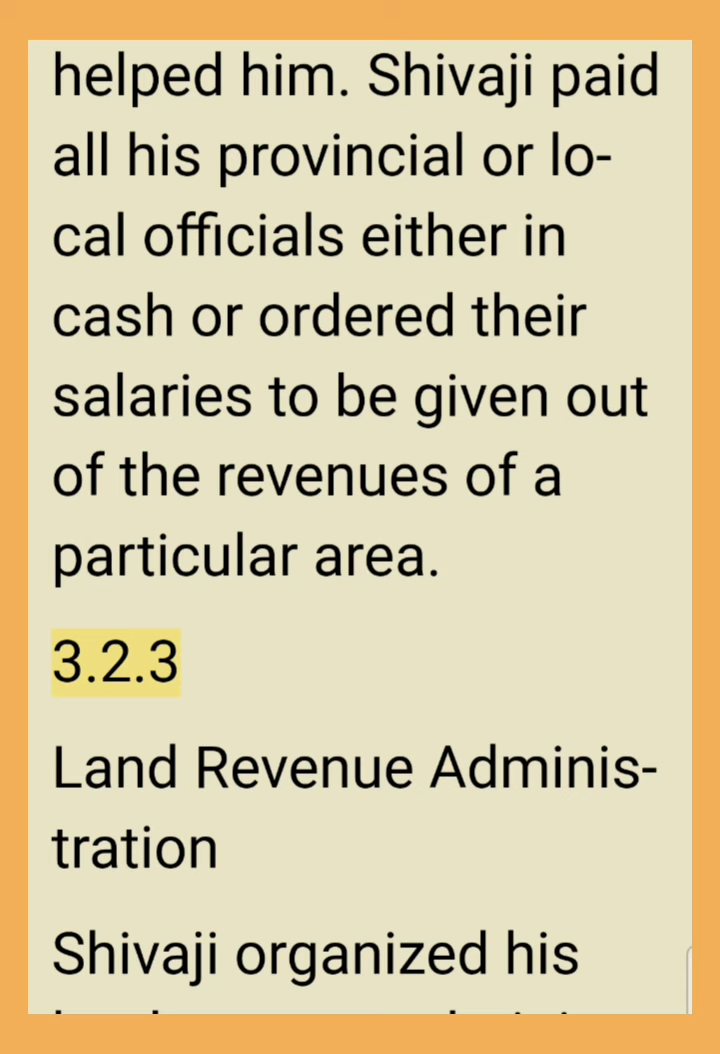 helped him. Shivaji paid
all his provincial or lo-
cal officials either in
cash or ordered their
salaries to be given out
of the revenues of a
particular area.
3.2.3
Land Revenue Adminis-
tration
Shivaji organized his